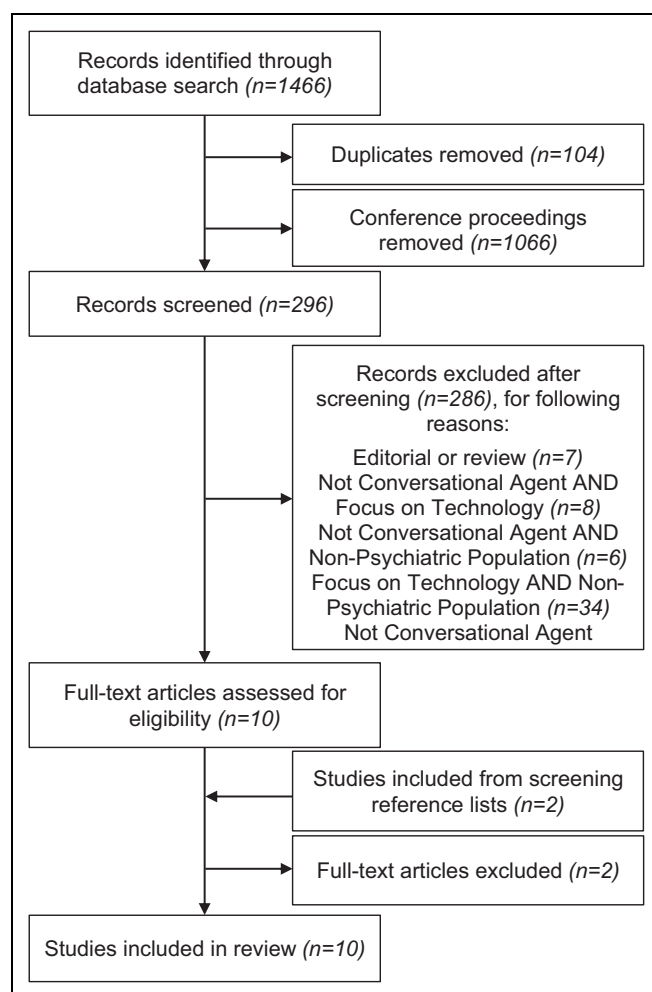 Records identified through
database search (n=1466)
Duplicates removed (n=104)
Conference proceedings
removed (n=1066)
Records screened (n=296)
Records excluded after
screening (n=286), for following
reasons:
Editorial or review (n=7)
Not Conversational Agent AND
Focus on Technology (n=8)
Not Conversational Agent AND
Non-Psychiatric Population (n=6)
Focus on Technology AND Non-
Psychiatric Population (n=34)
Not Conversational Agent
Full-text articles assessed for
eligibility (n=10)
Studies included from screening
reference lists (n=2)
Full-text articles excluded (n=2)
Studies included in review (n=10)